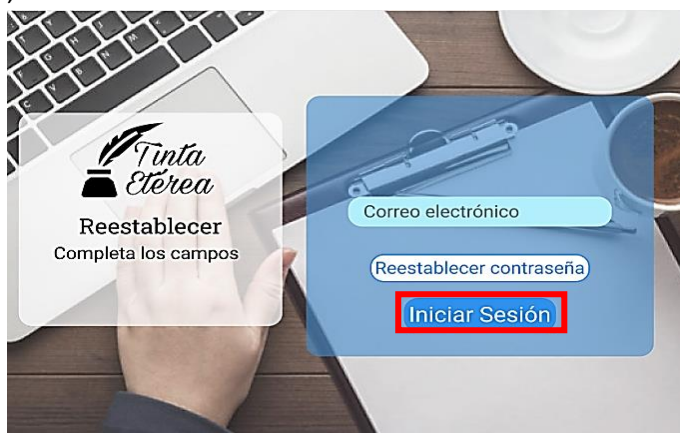 Tinta
Etérea
Reestablecer
Completa los campos
Correo electrónico
Reestablecer contraseña
Iniciar Sesión